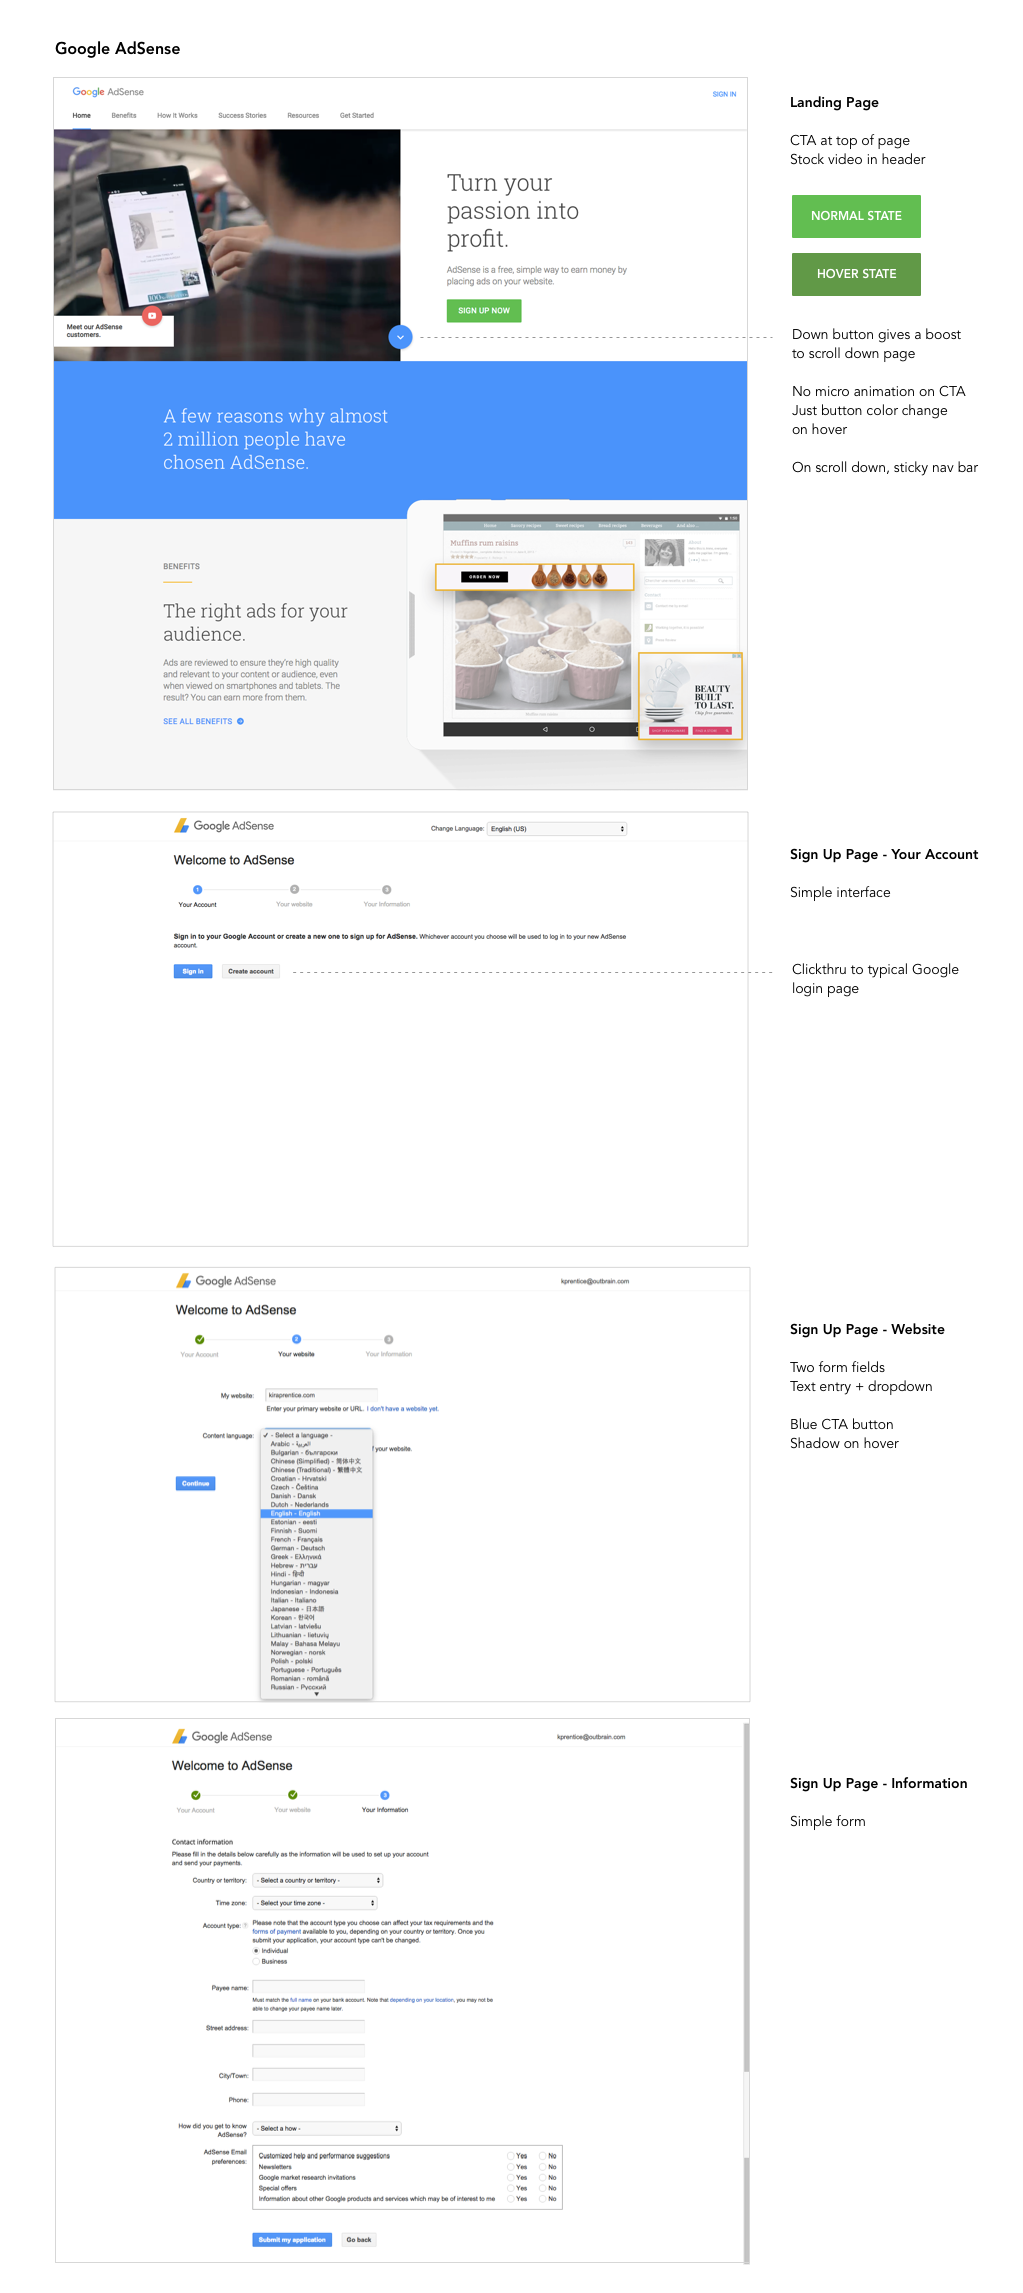 Google AdSense
Google AdSense
SIGN IN
Home Benefits How It Works Success Stories Resources Get Started
Turn your
passion into
profit.
AdSense is a free, simple way to earn money by
placing ads on your website.
SIGN UP NOW
Meet our AdSense
customers.
Landing Page
CTA at top of page
Stock video in header
NORMAL STATE
HOVER STATE
Down button gives a boost
to scroll down page
No micro animation on CTA
Just button color change
on hover
On scroll down, sticky nav bar
A few reasons why almost
2 million people have
chosen AdSense.
BENEFITS
The right ads for your
audience.
Ads are reviewed to ensure they're high quality
and relevant to your content or audience, even
when viewed on smartphones and tablets. The
result? You can earn more from them.
SEE ALL BENEFITS
Muffins rum raisins
ORDER NOW
BEAUTY
BUILT
TO LAST.
Google AdSense
Change Language: English (US)
Welcome to AdSense
1 2 3
Your Account Your website Your Information
Sign in to your Google Account or create a new one to sign up for AdSense. Whichever account you choose will be used to log in to your new AdSense
account.
Sign in Create account
Sign Up Page - Your Account
Simple interface
Clickthru to typical Google
login page
Google AdSense
kprentice@outbrain.com
Welcome to AdSense
2 3
Your Account Your website Your Information
My website: kiraprentice.com
Enter your primary website or URL. I don't have a website yet.
Content language: ✓ - Select a language -
of your website.
Arabic - العربية
Bulgarian - български
Chinese (Simplified) - 简体中文
Chinese (Traditional) - 繁體中文
Croatian - Hrvatski
Czech - Čeština
Danish - Dansk
Dutch - Nederlands
English - English
Estonian - eesti
Finnish - Suomi
French - Français
German - Deutsch
Greek - Ελληνικά
Hebrew - עברית
Hindi - हिन्दी
Hungarian - magyar
Indonesian - Indonesia
Italian - Italiano
Japanese - 日本語
Korean - 한국어
Latvian - latviešu
Lithuanian - lietuvių
Malay - Bahasa Melayu
Norwegian - norsk
Polish - polski
Portuguese - Português
Romanian - română
Russian - Русский
Continue
Sign Up Page - Website
Two form fields
Text entry + dropdown
Blue CTA button
Shadow on hover
Google AdSense
kprentice@outbrain.com
Welcome to AdSense
3
Your Account Your website Your Information
Contact information
Please fill in the details below carefully as the information will be used to set up your account
and send your payments.
Country or territory: - Select a country or territory -
Time zone: - Select your time zone -
Account type: ? Please note that the account type you choose can affect your tax requirements and the
forms of payment available to you, depending on your country or territory. Once you
submit your application, your account type can't be changed.
Individual
Business
Payee name:
Must match the full name on your bank account. Note that depending on your location, you may not be
able to change your payee name later.
Street address:
City/Town:
Phone:
How did you get to know
AdSense?
- Select a how -
AdSense Email
preferences:
Customized help and performance suggestions Yes No
Newsletters Yes No
Google market research invitations Yes No
Special offers Yes No
Information about other Google products and services which may be of interest to me Yes No
Submit my application Go back
Sign Up Page - Information
Simple form